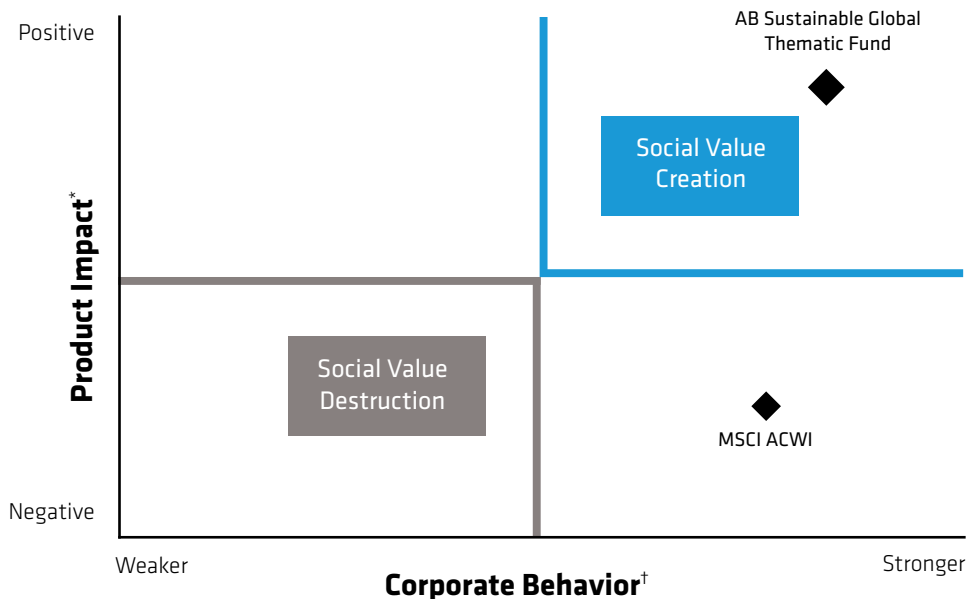 Positive
AB Sustainable Global
Thematic Fund
Social Value
Creation
Product Impact*
Social Value
Destruction
MSCI ACWI
Negative
Weaker
Stronger
Corporate Behavior†